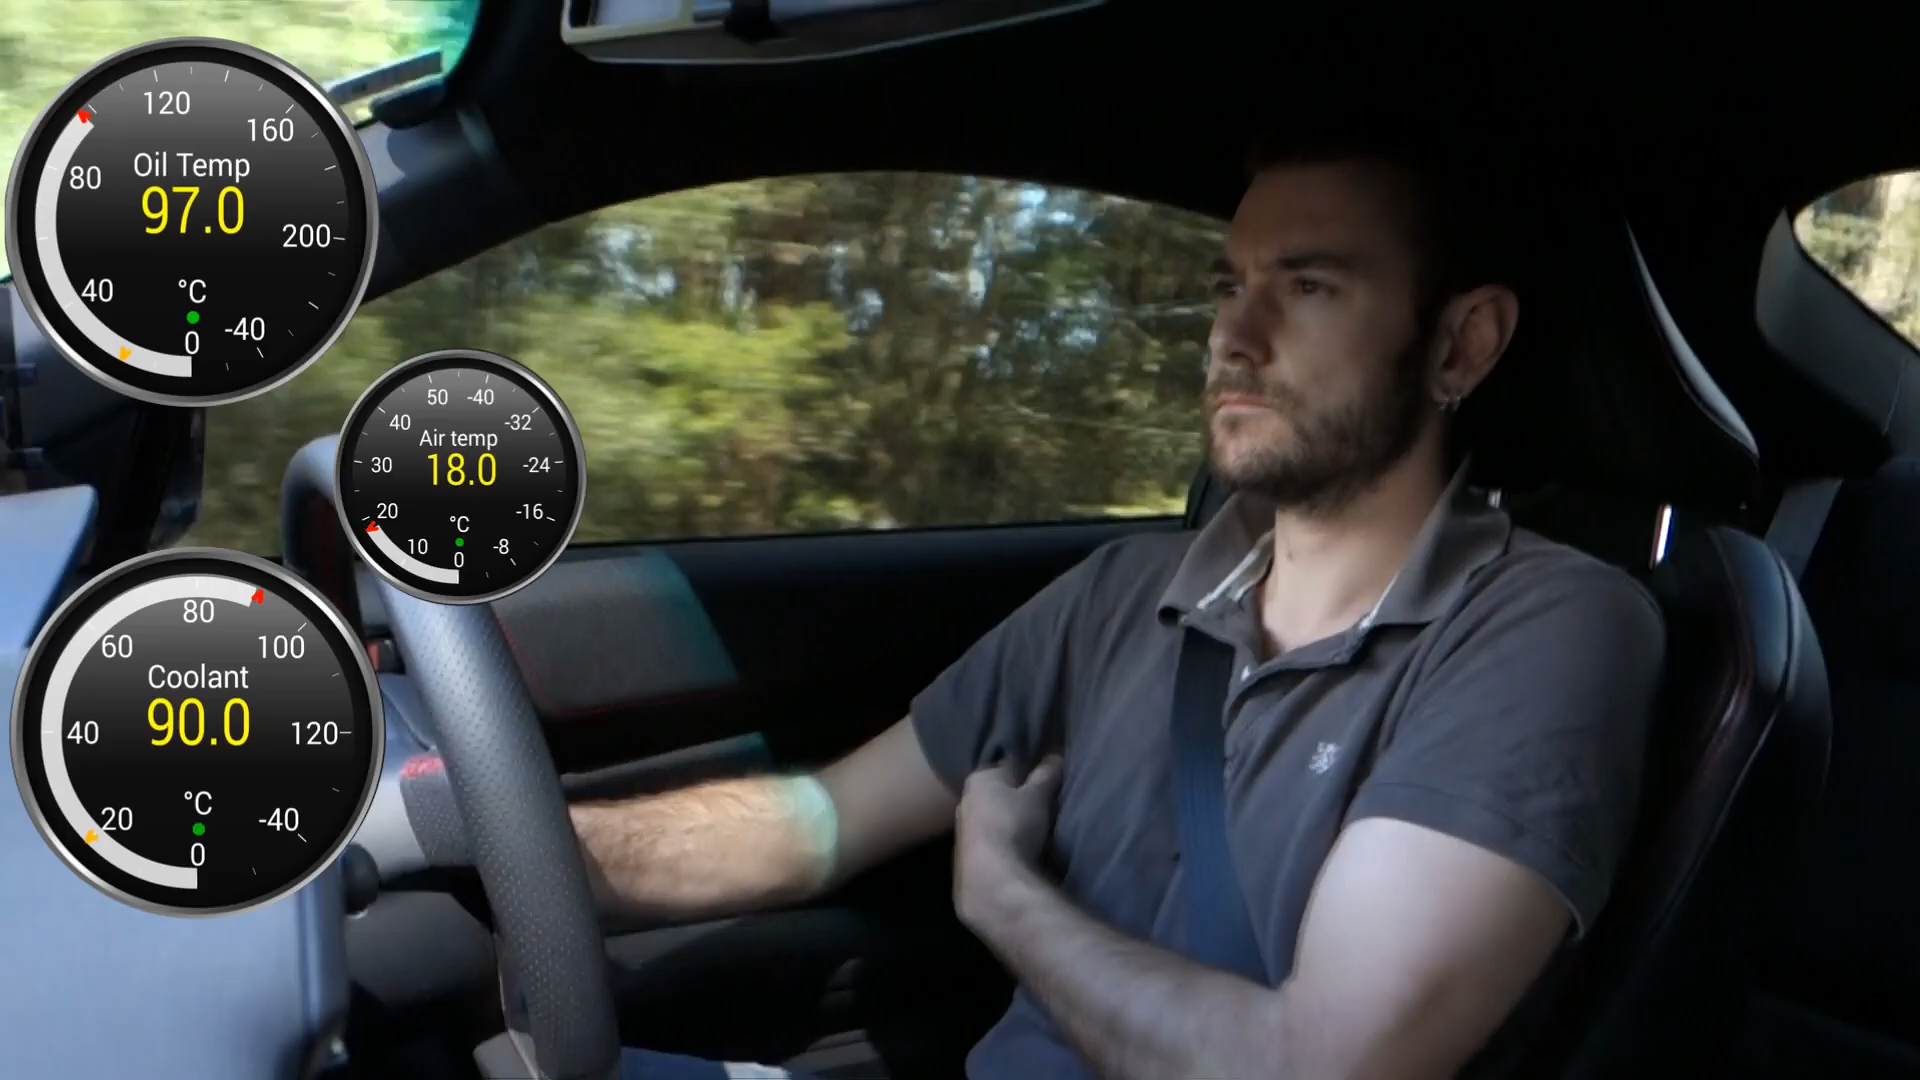 120
160
80
Oil Temp
97.0
200
40
°C
-40
0
50 -40
40 -32
Air temp
30 18.0 -24
20 °C -16
10 0 -8
80
60 100
Coolant
40 90.0 120
20 °C -40
0